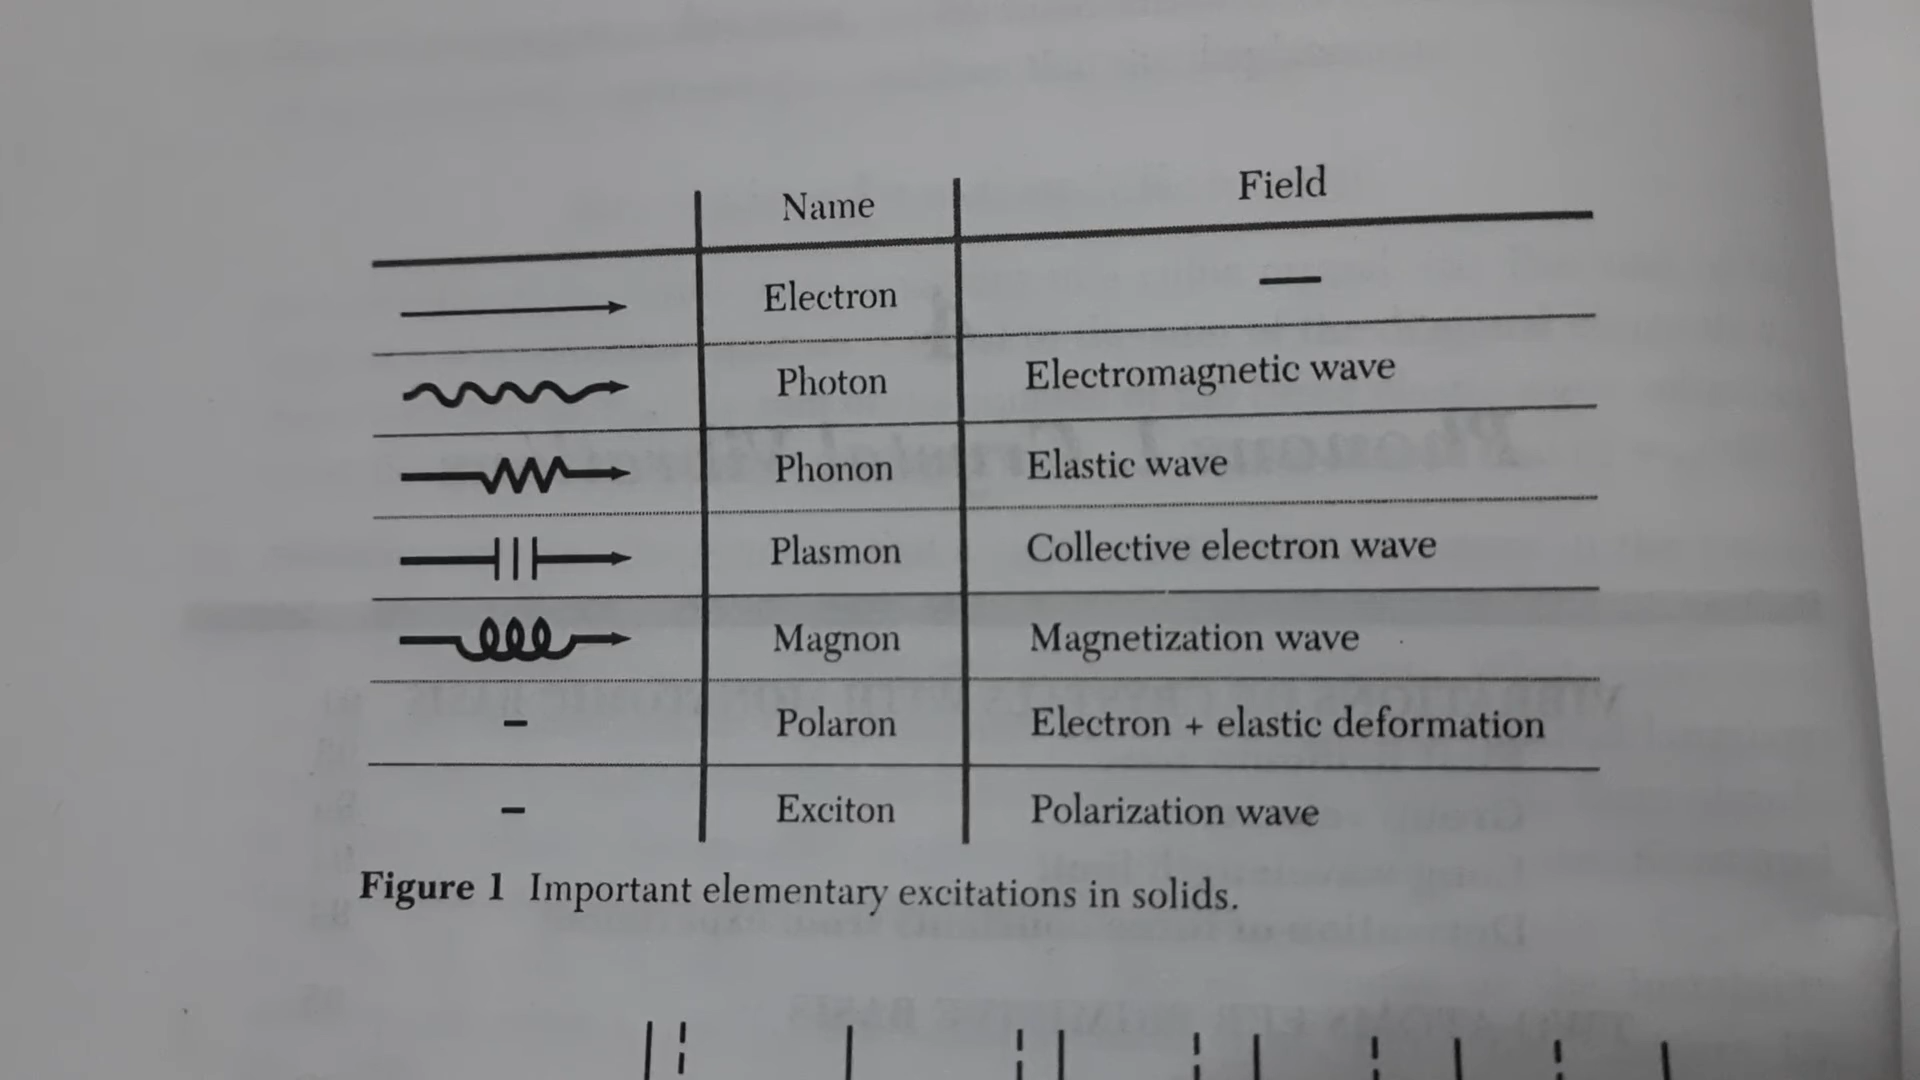 Name Field
Electron —
Photon Electromagnetic wave
Phonon Elastic wave
Plasmon Collective electron wave
Magnon Magnetization wave
– Polaron Electron + elastic deformation
– Exciton Polarization wave
Figure 1 Important elementary excitations in solids.